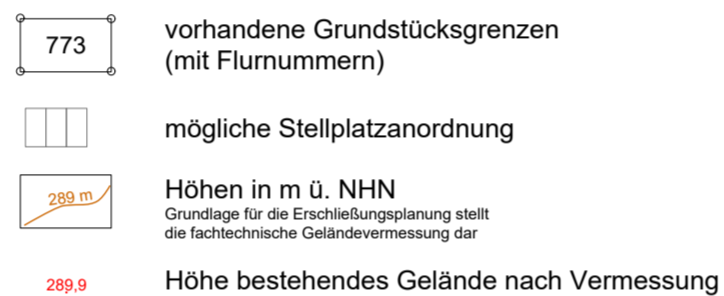 773
vorhandene Grundstücksgrenzen
(mit Flurnummern)
mögliche Stellplatzanordnung
289 m
Höhen in m ü. NHN
Grundlage für die Erschließungsplanung stellt
die fachtechnische Geländevermessung dar
289,9
Höhe bestehendes Gelände nach Vermessung